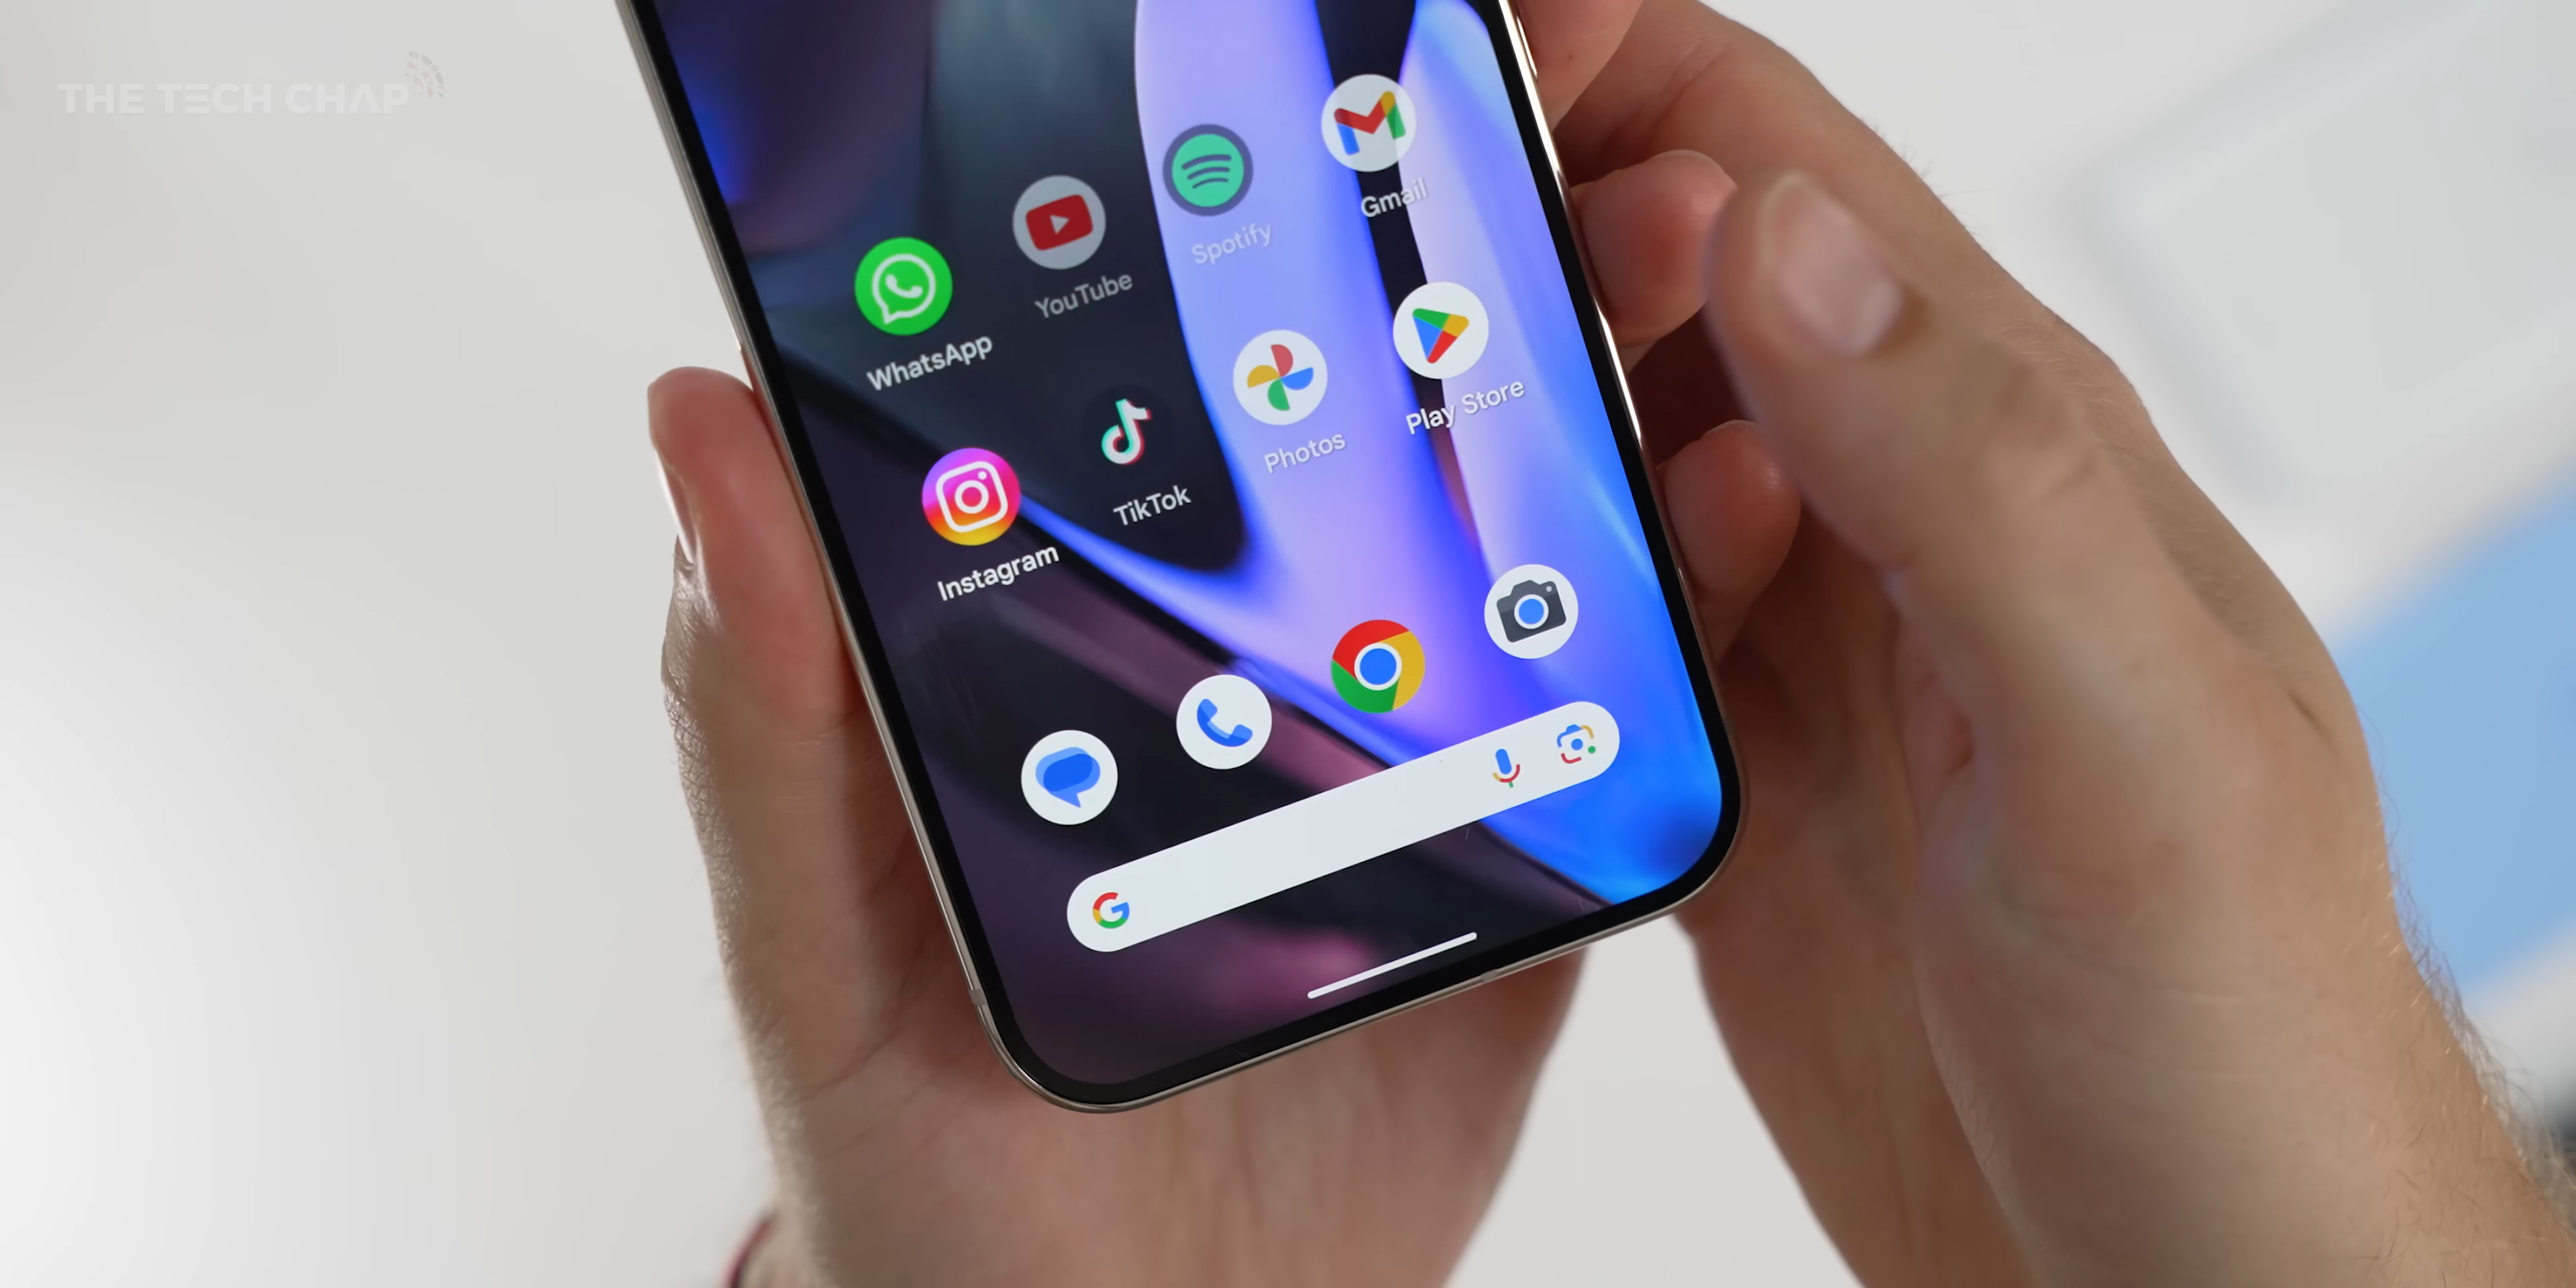 THE TECH CHAP
WhatsApp
YouTube
Spotify
Gmail
Instagram
TikTok
Photos
Play Store